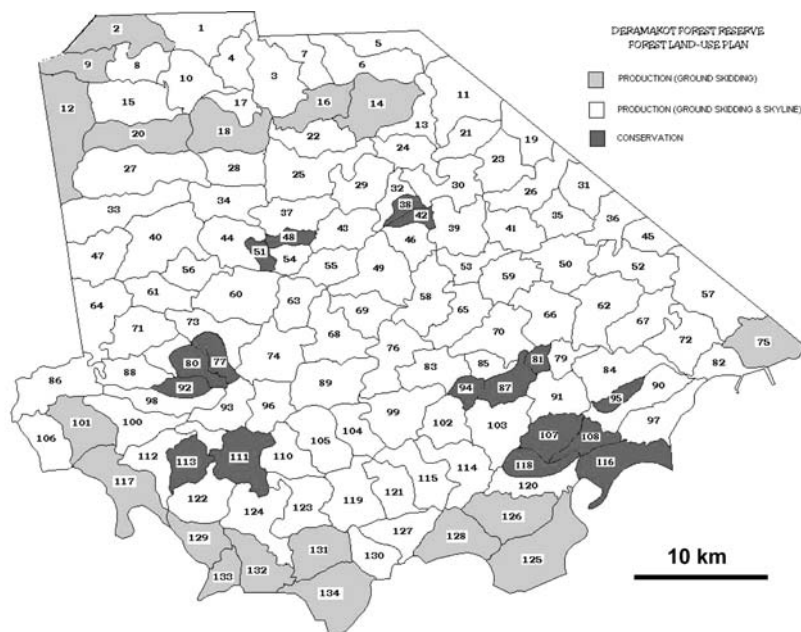 DERAMAKOT FOREST RESERVE
FOREST LAND-USE PLAN
PRODUCTION (GROUND SKIDDING)
PRODUCTION (GROUND SKIDDING & SKYLINE)
CONSERVATION
2 1 5
9 8 4 7 6
10 3
12 15 17 16 14 11
20 18 22 13 21 19
24 23
27 28 25 29 32 30 26 31
33 34 38
37 42 35 36
40 44 48 43 46 39 41 45
47 51 54
56 55 49 53 59 50 52
64 61 60 63 58 57
69 65 66 62 67
71 73 68 70 72 75
80 77 74 76 85 81 79 82
86 88 83 84
92 89 94 87 95 90
98 93 96 91
101 100 99 102 103 97
106 104 107 108
112 113 111 110 105 114 118 116
117 115 120
122 124 123 119 121
126
129 131 127 128
130 125
133 132
134
10 km